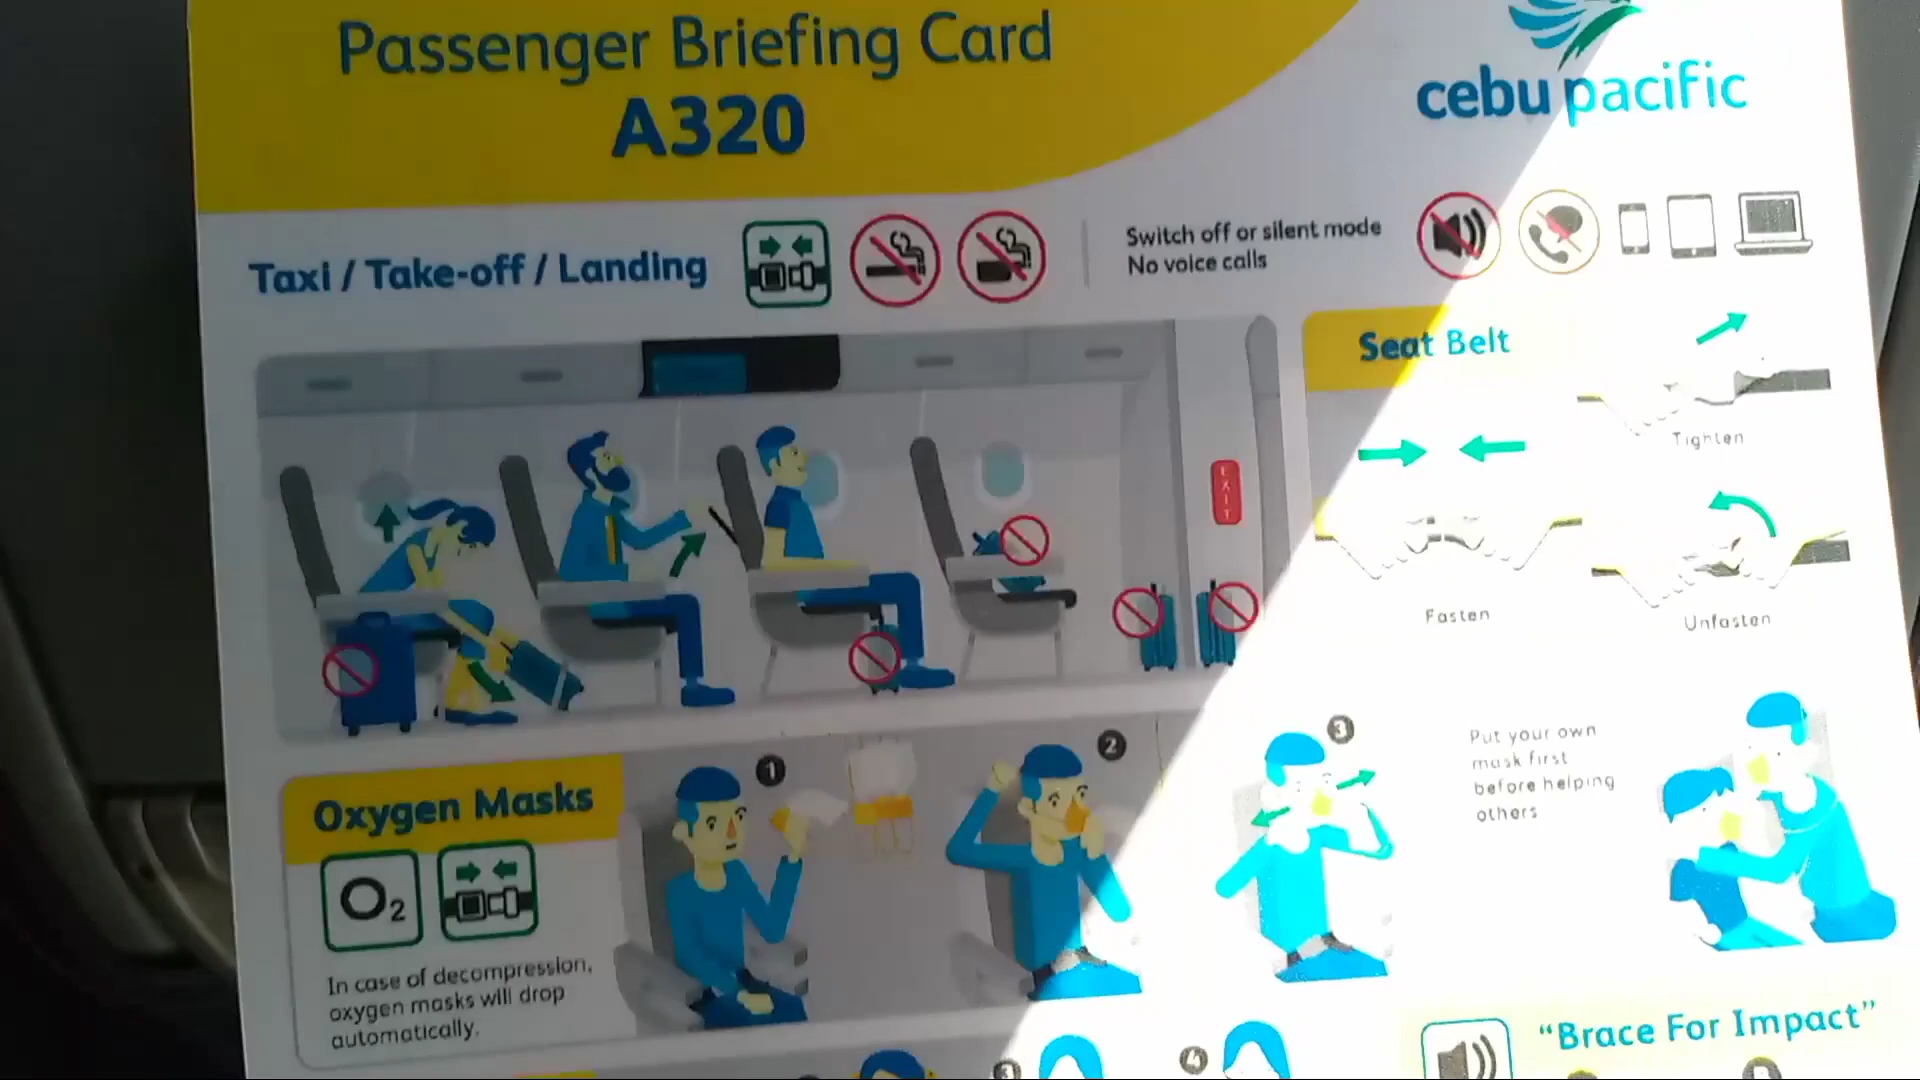 Passenger Briefing Card
A320
cebu pacific
Taxi / Take-off / Landing
Switch off or silent mode
No voice calls
Seat Belt
Tighten
Fasten
Unfasten
EXIT
Oxygen Masks
O2
In case of decompression,
oxygen masks will drop
automatically.
1
2
3
Put your own
mask first
before helping
others
3
4
"Brace For Impact"